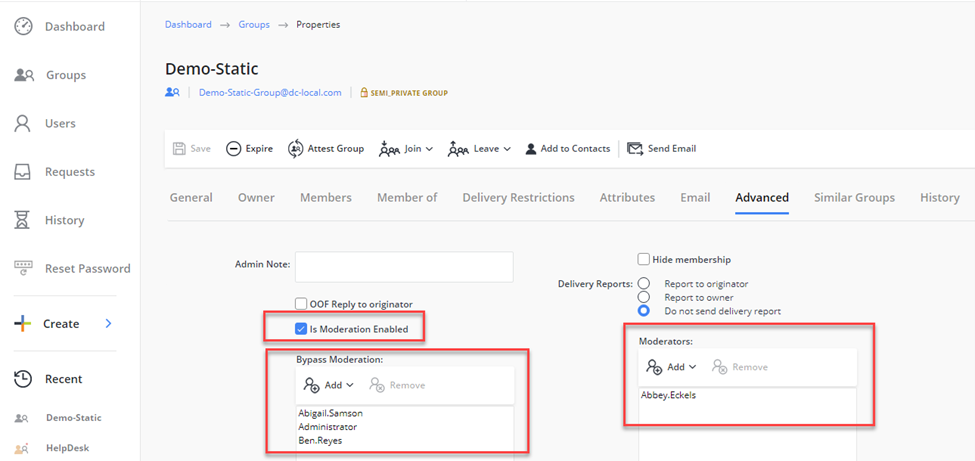 Dashboard
Groups
Users
Requests
History
Reset Password
Create
Recent
Demo-Static
HelpDesk
Dashboard → Groups → Properties
Demo-Static
Demo-Static-Group@dc-local.com | SEMI_PRIVATE GROUP
Save Expire Attest Group Join Leave Add to Contacts Send Email
General Owner Members Member of Delivery Restrictions Attributes Email Advanced Similar Groups History
Admin Note:
OOF Reply to originator
Is Moderation Enabled
Bypass Moderation:
Add Remove
Abigail.Samson
Administrator
Ben.Reyes
Hide membership
Delivery Reports: Report to originator
Report to owner
Do not send delivery report
Moderators:
Add Remove
Abbey.Eckels